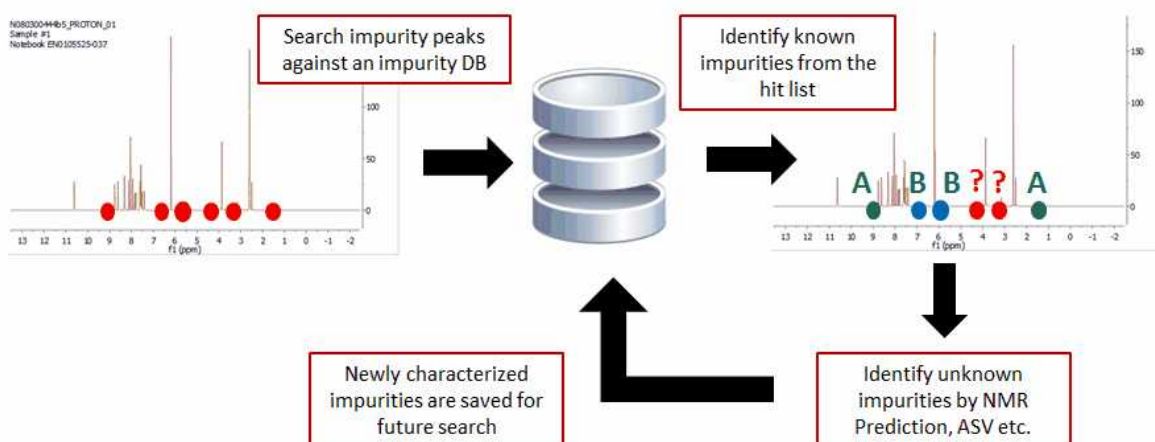 N080300444b5_PROTON_01
Sample #1
Notebook EN0105525-037
Search impurity peaks
against an impurity DB
Identify known
impurities from the
hit list
100
50
0
13 12 11 10 9 8 7 6 5 4 3 2 1 0 -1 -2
f1 (ppm)
150
100
50
0
A B B ? ? A
13 12 11 10 9 8 7 6 5 4 3 2 1 0 -1 -2
f1 (ppm)
Newly characterized
impurities are saved for
future search
Identify unknown
impurities by NMR
Prediction, ASV etc.